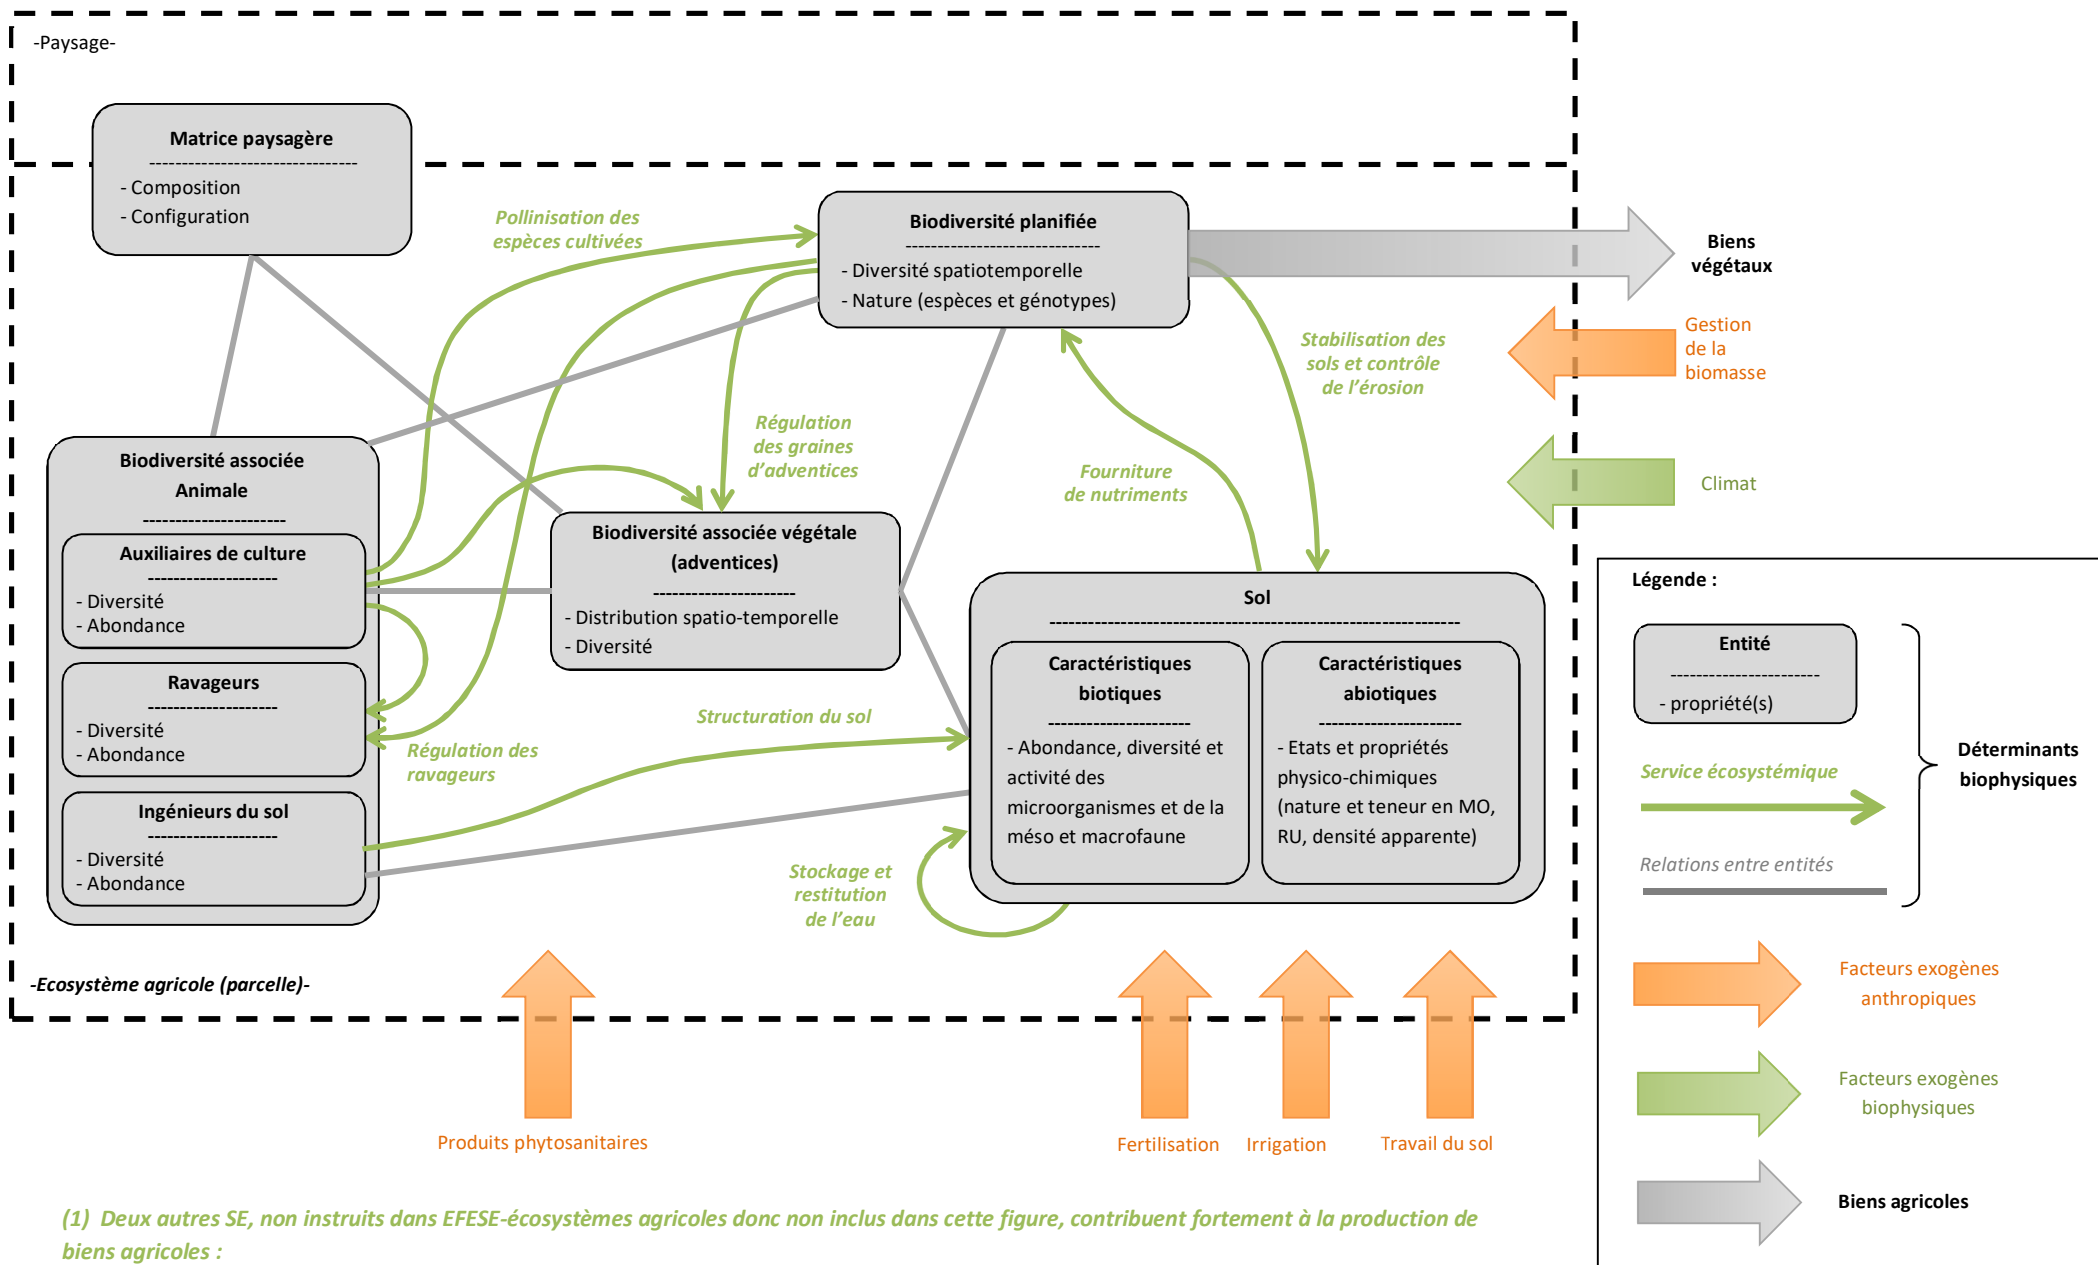 -Paysage-
Matrice paysagère
--------------------------------
- Composition
- Configuration
Pollinisation des
espèces cultivées
Biodiversité planifiée
------------------------------
- Diversité spatiotemporelle
- Nature (espèces et génotypes)
Biens
végétaux
Gestion
de la
biomasse
Stabilisation des
sols et contrôle
de l’érosion
Climat
Régulation
des graines
d’adventices
Fourniture
de nutriments
Biodiversité associée
Animale
----------------------
Auxiliaires de culture
--------------------
- Diversité
- Abondance
Ravageurs
--------------------
- Diversité
- Abondance
Ingénieurs du sol
--------------------
- Diversité
- Abondance
Régulation des
ravageurs
Biodiversité associée végétale
(adventices)
----------------------
- Distribution spatio-temporelle
- Diversité
Structuration du sol
Stockage et
restitution
de l’eau
Sol
---------------------------------------------------------------
Caractéristiques
biotiques
----------------------
- Abondance, diversité et
activité des
microorganismes et de la
méso et macrofaune
Caractéristiques
abiotiques
----------------------
- Etats et propriétés
physico-chimiques
(nature et teneur en MO,
RU, densité apparente)
-Ecosystème agricole (parcelle)-
Produits phytosanitaires
Fertilisation
Irrigation
Travail du sol
Légende :
Entité
-----------------------
- propriété(s)
Service écosystémique
Relations entre entités
Déterminants
biophysiques
Facteurs exogènes
anthropiques
Facteurs exogènes
biophysiques
Biens agricoles
(1) Deux autres SE, non instruits dans EFESE-écosystèmes agricoles donc non inclus dans cette figure, contribuent fortement à la production de
biens agricoles :